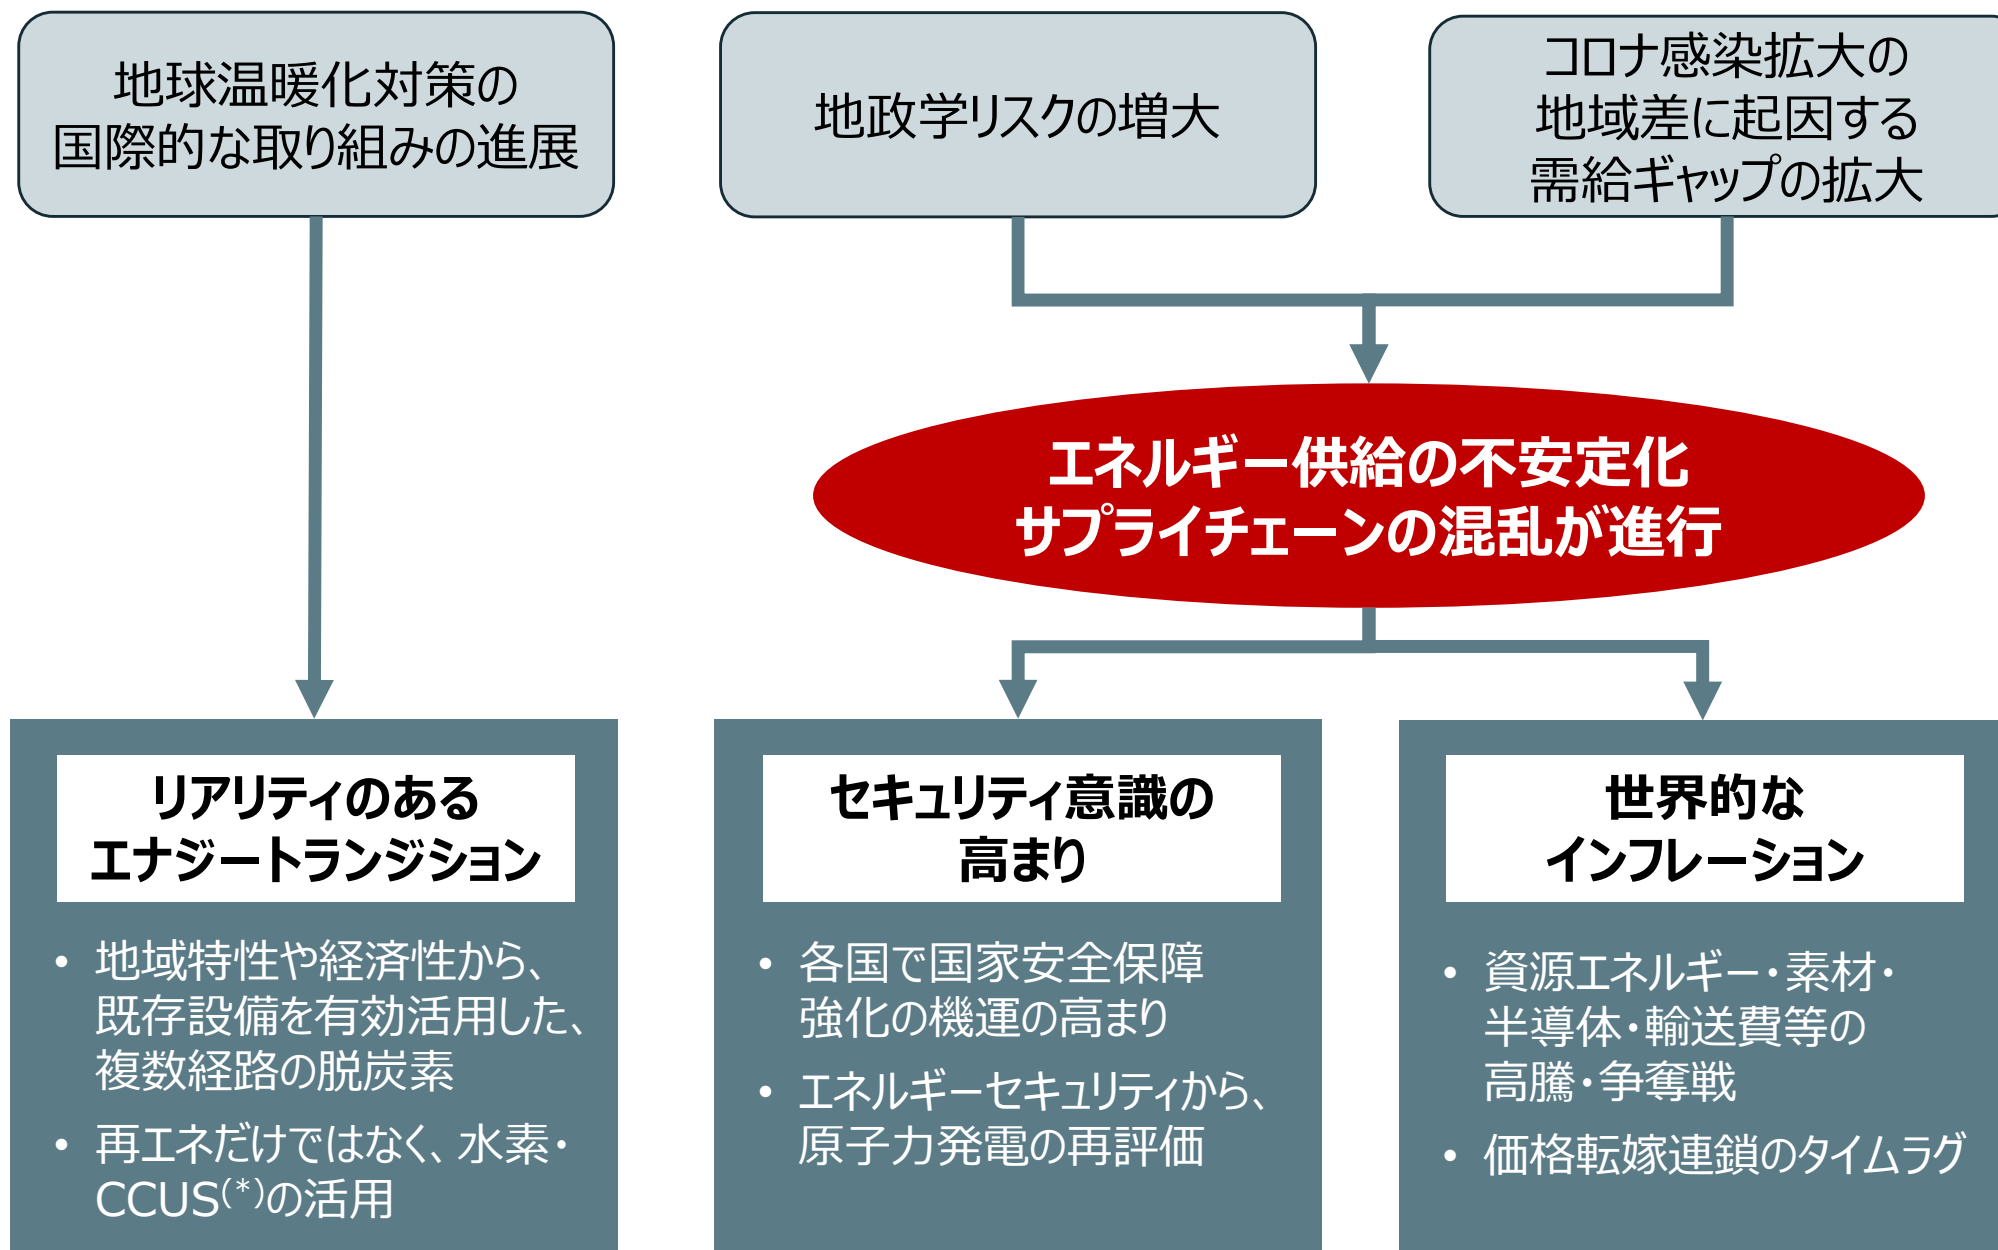 地球温暖化対策の
国際的な取り組みの進展
地政学リスクの増大
コロナ感染拡大の
地域差に起因する
需給ギャップの拡大
エネルギー供給の不安定化
サプライチェーンの混乱が進行
リアリティのある
エナジートランジション
• 地域特性や経済性から、
既存設備を有効活用した、
複数経路の脱炭素
• 再エネだけではなく、水素・
CCUS(*)の活用
セキュリティ意識の
高まり
• 各国で国家安全保障
強化の機運の高まり
• エネルギーセキュリティから、
原子力発電の再評価
世界的な
インフレーション
• 資源エネルギー・素材・
半導体・輸送費等の
高騰・争奪戦
• 価格転嫁連鎖のタイムラグ